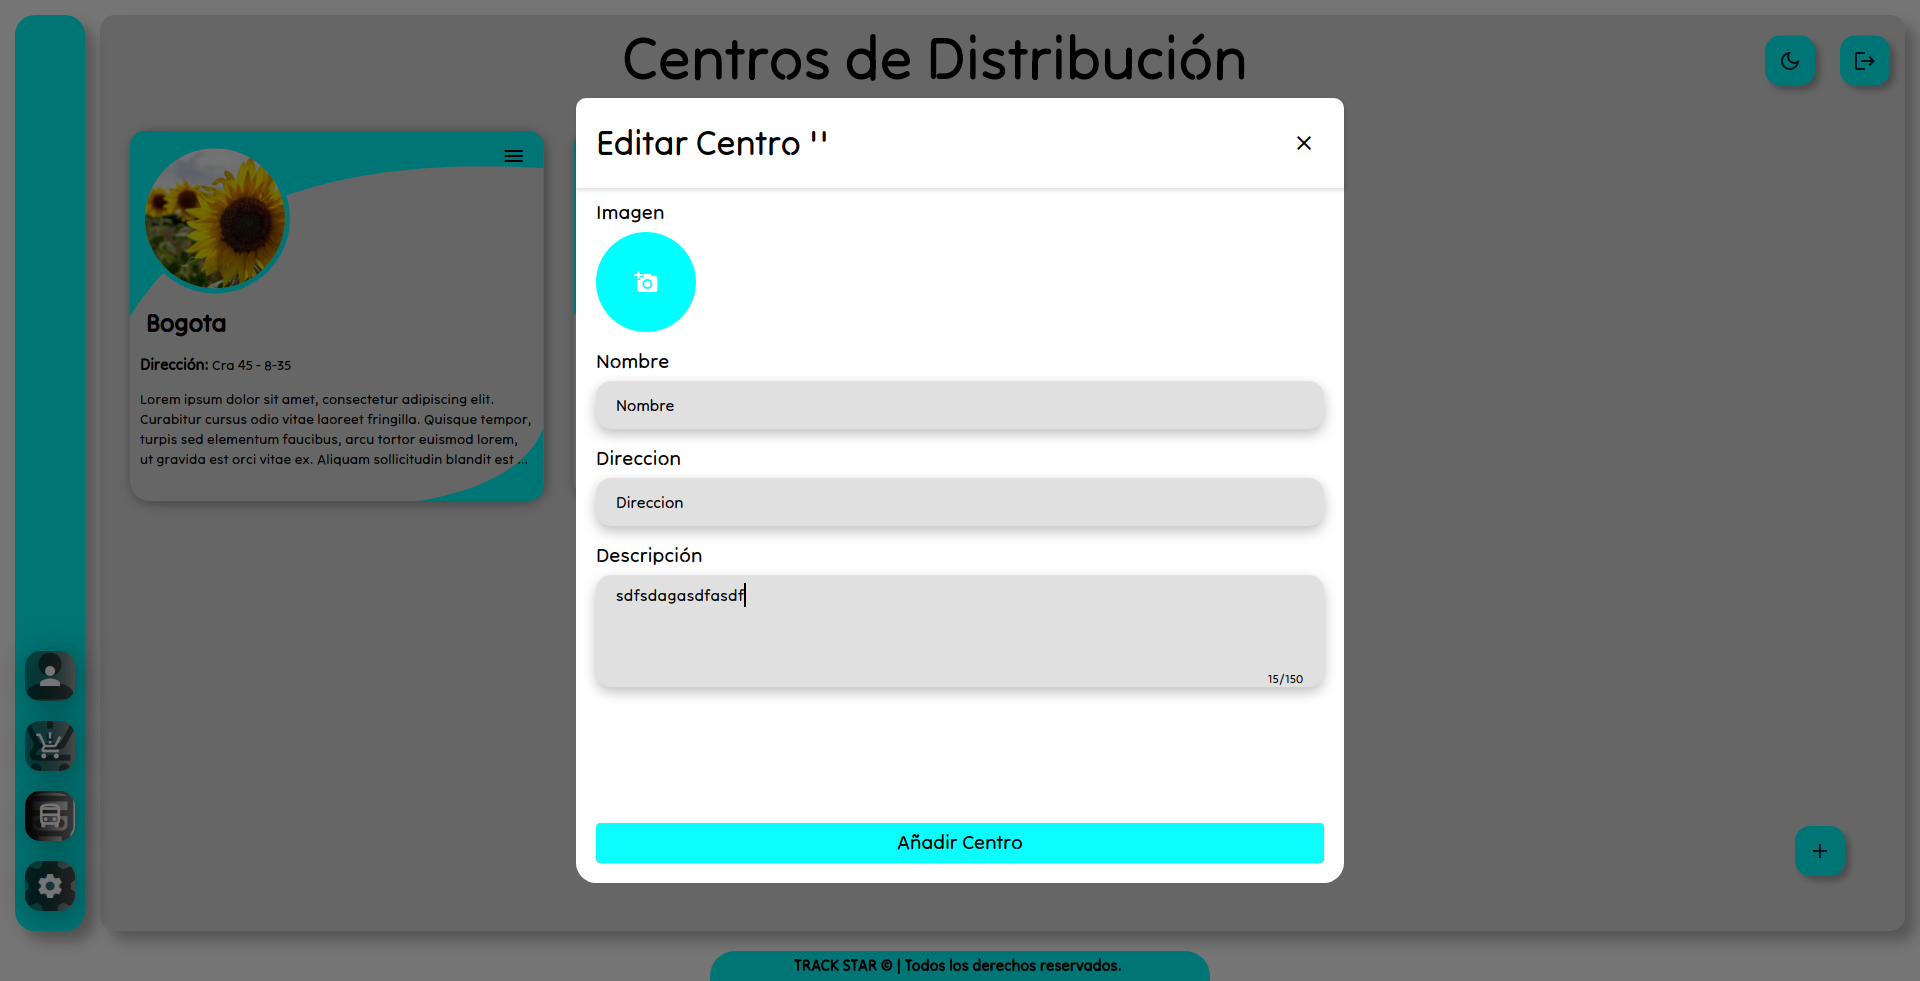 Centros de Distribución
Editar Centro ''
Imagen
Nombre
Nombre
Direccion
Direccion
Descripción
sdfsdagasdfasdf
15/150
Añadir Centro
Bogota
Dirección: Cra 45 - 8-35
Lorem ipsum dolor sit amet, consectetur adipiscing elit.
Curabitur cursus odio vitae laoreet fringilla. Quisque tempor,
turpis sed elementum faucibus, arcu tortor euismod lorem,
ut gravida est orci vitae ex. Aliquam sollicitudin blandit est ...
TRACK STAR © | Todos los derechos reservados.